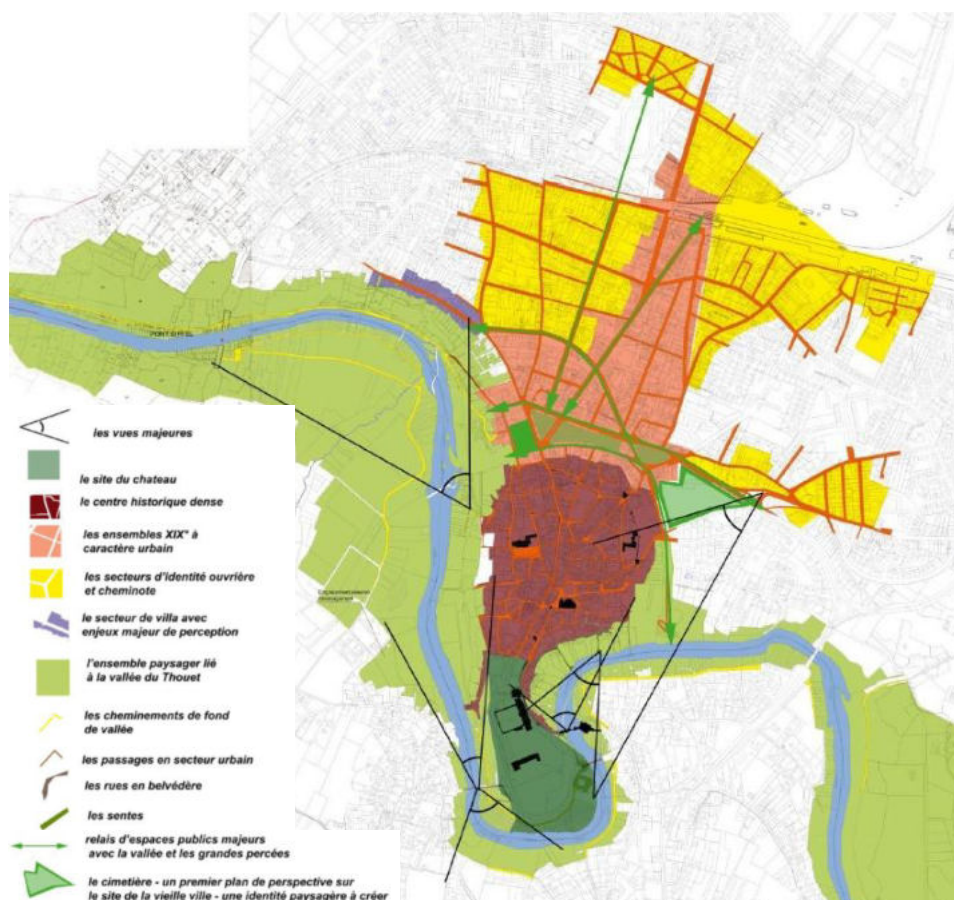 PONT EIFFEL
les vues majeures
le site du chateau
le centre historique dense
les ensembles XIX° à
caractère urbain
les secteurs d'identité ouvrière
et cheminote
le secteur de villa avec
enjeux majeur de perception
l'ensemble paysager lié
à la vallée du Thouet
les cheminements de fond
de vallée
les passages en secteur urbain
les rues en belvédère
les sentes
relais d'espaces publics majeurs
avec la vallée et les grandes percées
le cimetière - un premier plan de perspective sur
le site de la vieille ville - une identité paysagère à créer